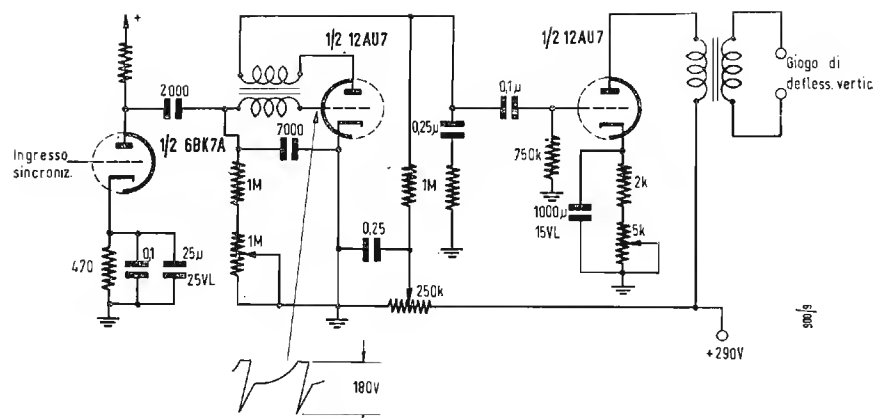 +
1/2 12AU7
1/2 12AU7
2000
Giogo di
defless. vertic.
0,1µ
1/2 6BK7A
7000
0,25µ
Ingresso
sincroniz.
750k
1M
1M
2k
1000µ
15VL
1M
0,25
5k
470
0,1
25µ
25VL
250k
+290V
900/9
180V